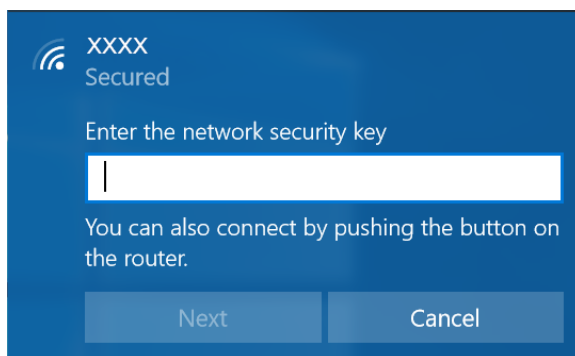 XXXX
Secured
Enter the network security key
You can also connect by pushing the button on
the router.
Next
Cancel